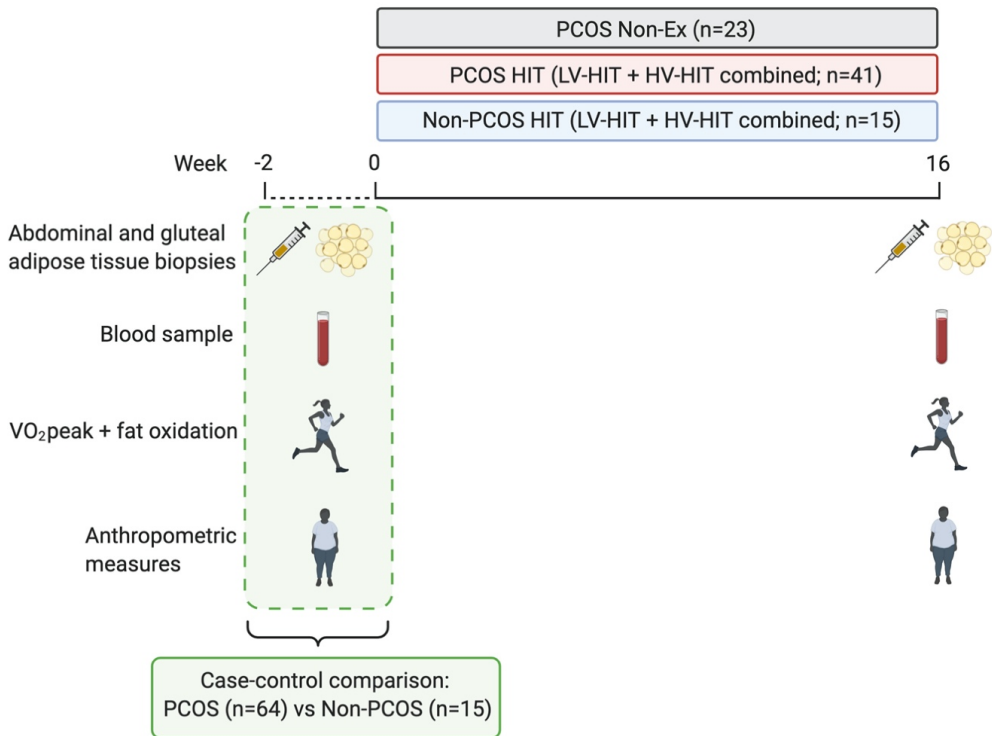 PCOS Non-Ex (n=23)
PCOS HIT (LV-HIT + HV-HIT combined; n=41)
Non-PCOS HIT (LV-HIT + HV-HIT combined; n=15)
Week -2 0 16
Abdominal and gluteal
adipose tissue biopsies
Blood sample
VO₂peak + fat oxidation
Anthropometric
measures
Case-control comparison:
PCOS (n=64) vs Non-PCOS (n=15)